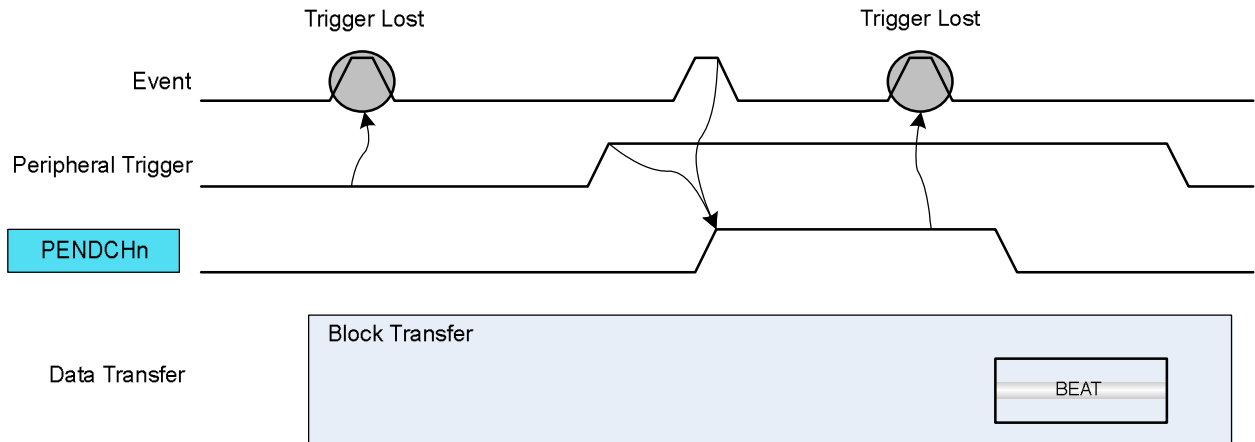 Trigger Lost
Trigger Lost
Event
Peripheral Trigger
PENDCHn
Block Transfer
Data Transfer
BEAT